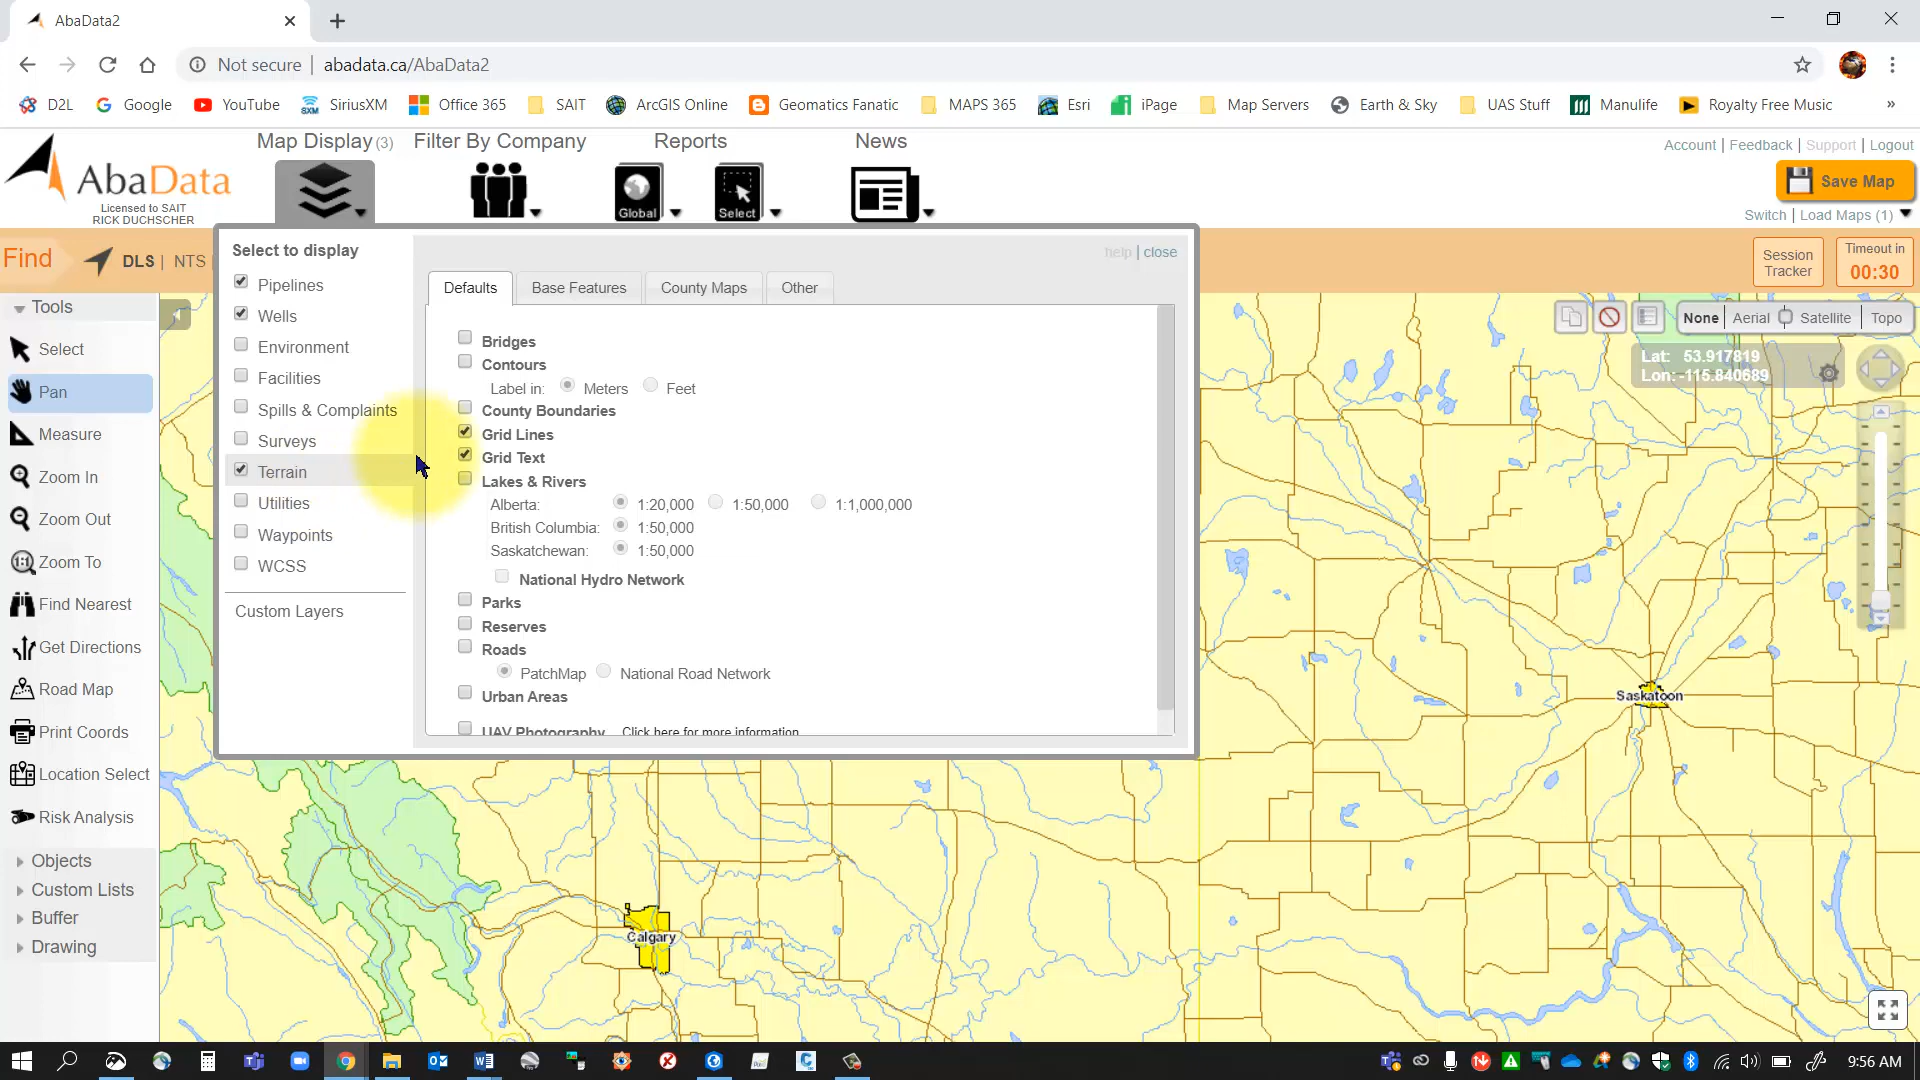 AbaData2
Not secure | abadata.ca/AbaData2
D2L Google YouTube SiriusXM Office 365 SAIT ArcGIS Online Geomatics Fanatic MAPS 365 Esri iPage Map Servers Earth & Sky UAS Stuff Manulife Royalty Free Music »
Map Display (3) Filter By Company Reports News
Account | Feedback | Support | Logout
AbaData
Licensed to SAIT
RICK DUCHSCHER
Global Select
Save Map
Switch | Load Maps (1)
Find DLS | NTS
Session Tracker
Timeout in
00:30
Tools
Select
Pan
Measure
Zoom In
Zoom Out
Zoom To
Find Nearest
Get Directions
Road Map
Print Coords
Location Select
Risk Analysis
Objects
Custom Lists
Buffer
Drawing
Select to display
Pipelines
Wells
Environment
Facilities
Spills & Complaints
Surveys
Terrain
Utilities
Waypoints
WCSS
Custom Layers
help | close
Defaults Base Features County Maps Other
Bridges
Contours
Label in: Meters Feet
County Boundaries
Grid Lines
Grid Text
Lakes & Rivers
Alberta: 1:20,000 1:50,000 1:1,000,000
British Columbia: 1:50,000
Saskatchewan: 1:50,000
National Hydro Network
Parks
Reserves
Roads
PatchMap National Road Network
Urban Areas
UAV Photography Click here for more information
None | Aerial Satellite | Topo
Lat: 53.917819
Lon: -115.840689
Saskatoon
Calgary
9:56 AM